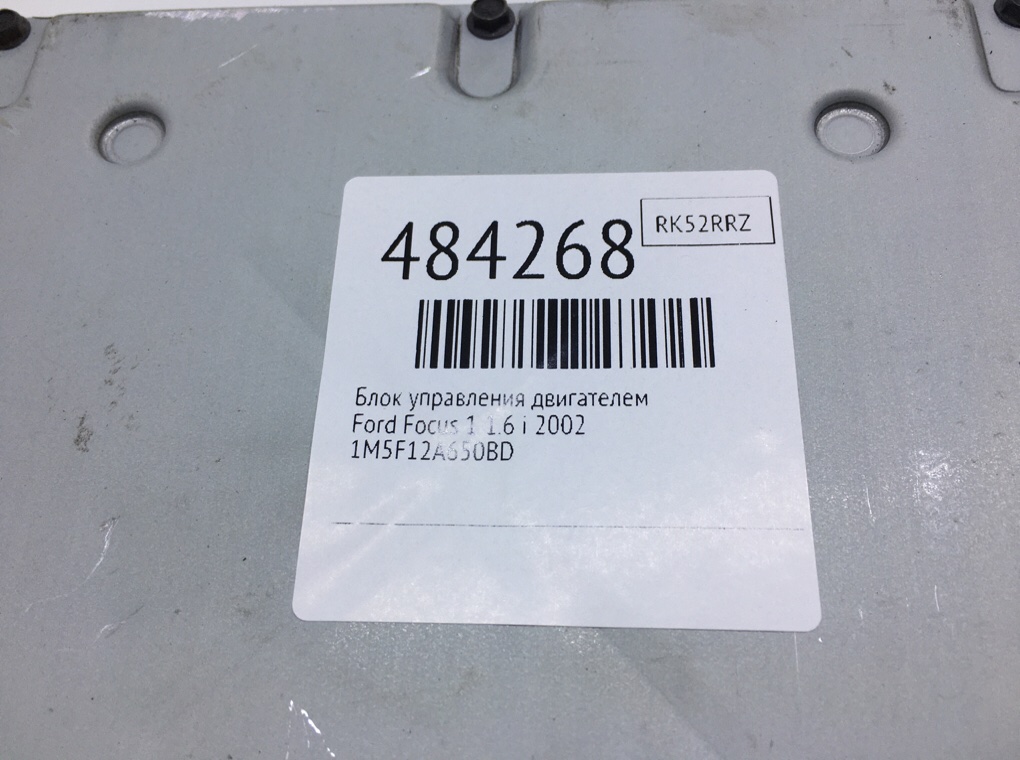 484268
RK52RRZ
Блок управления двигателем
Ford Focus 1 1.6 i 2002
1M5F12A650BD